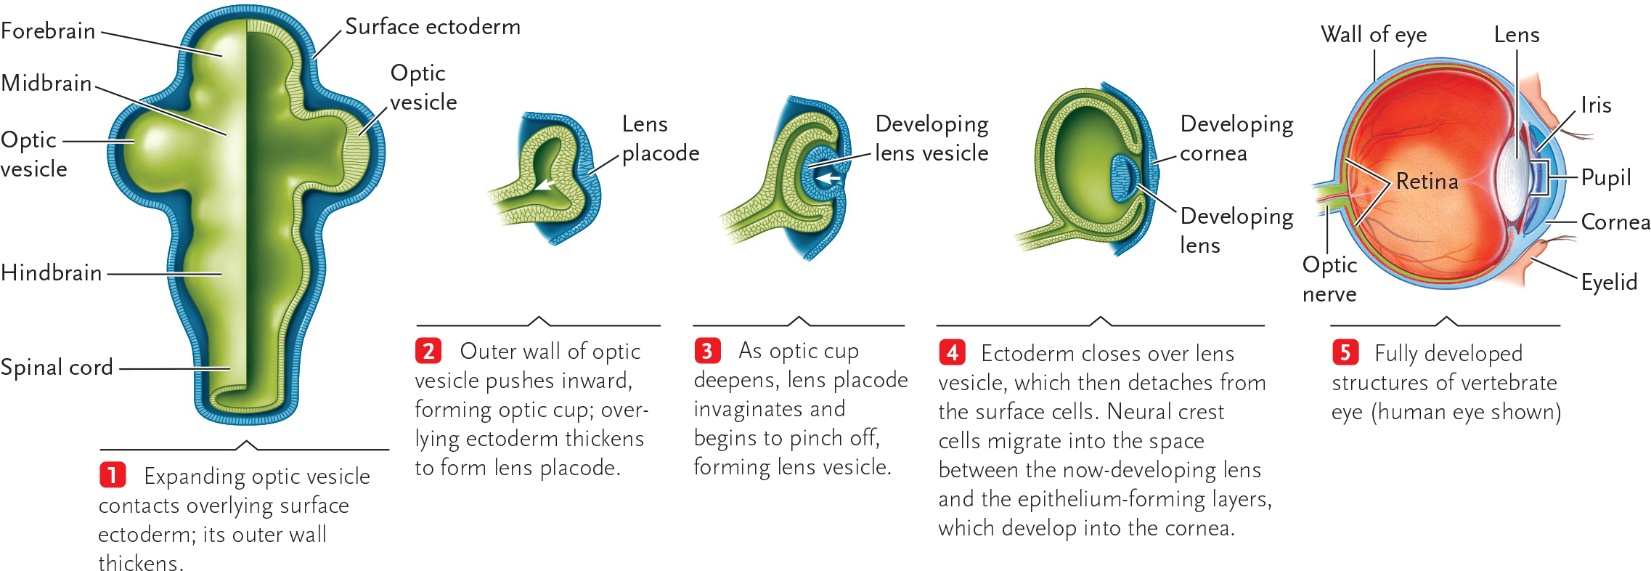 Forebrain
Midbrain
Optic
vesicle
Hindbrain
Spinal cord
Surface ectoderm
Optic
vesicle
1 Expanding optic vesicle
contacts overlying surface
ectoderm; its outer wall
thickens.
Lens
placode
2 Outer wall of optic
vesicle pushes inward,
forming optic cup; over-
lying ectoderm thickens
to form lens placode.
Developing
lens vesicle
3 As optic cup
deepens, lens placode
invaginates and
begins to pinch off,
forming lens vesicle.
Developing
cornea
Developing
lens
4 Ectoderm closes over lens
vesicle, which then detaches from
the surface cells. Neural crest
cells migrate into the space
between the now-developing lens
and the epithelium-forming layers,
which develop into the cornea.
Wall of eye
Lens
Iris
Retina
Pupil
Cornea
Optic
nerve
Eyelid
5 Fully developed
structures of vertebrate
eye (human eye shown)